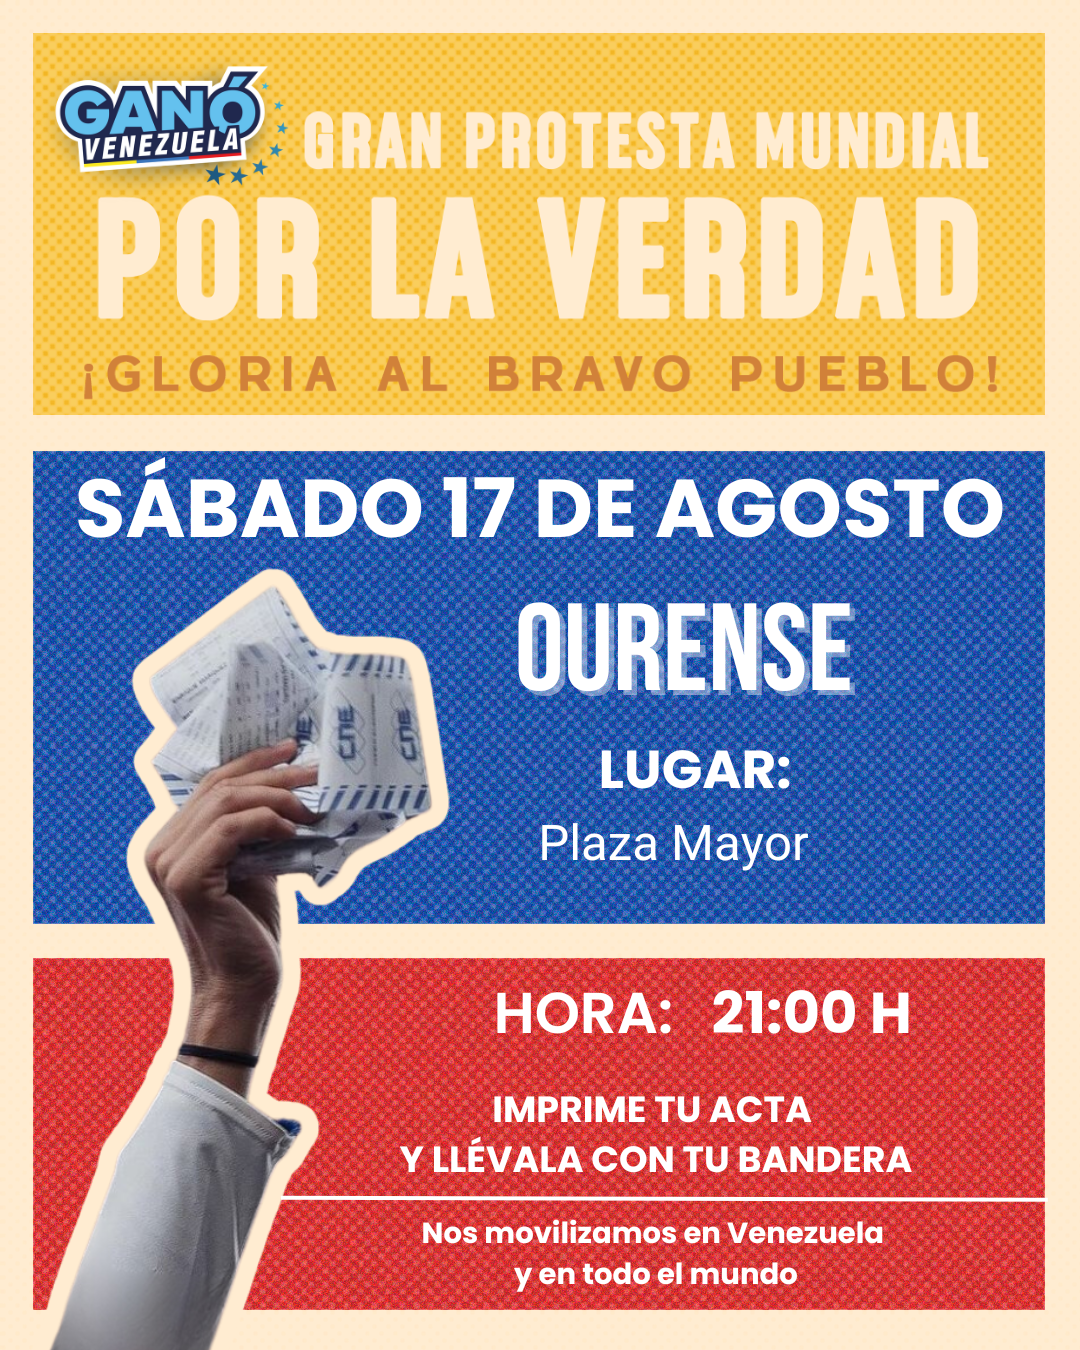 GANÓ
VENEZUELA
GRAN PROTESTA MUNDIAL
POR LA VERDAD
¡GLORIA AL BRAVO PUEBLO!
SÁBADO 17 DE AGOSTO
OURENSE
CNE
CNE
LUGAR:
Plaza Mayor
HORA: 21:00 H
IMPRIME TU ACTA
Y LLÉVALA CON TU BANDERA
Nos movilizamos en Venezuela
y en todo el mundo